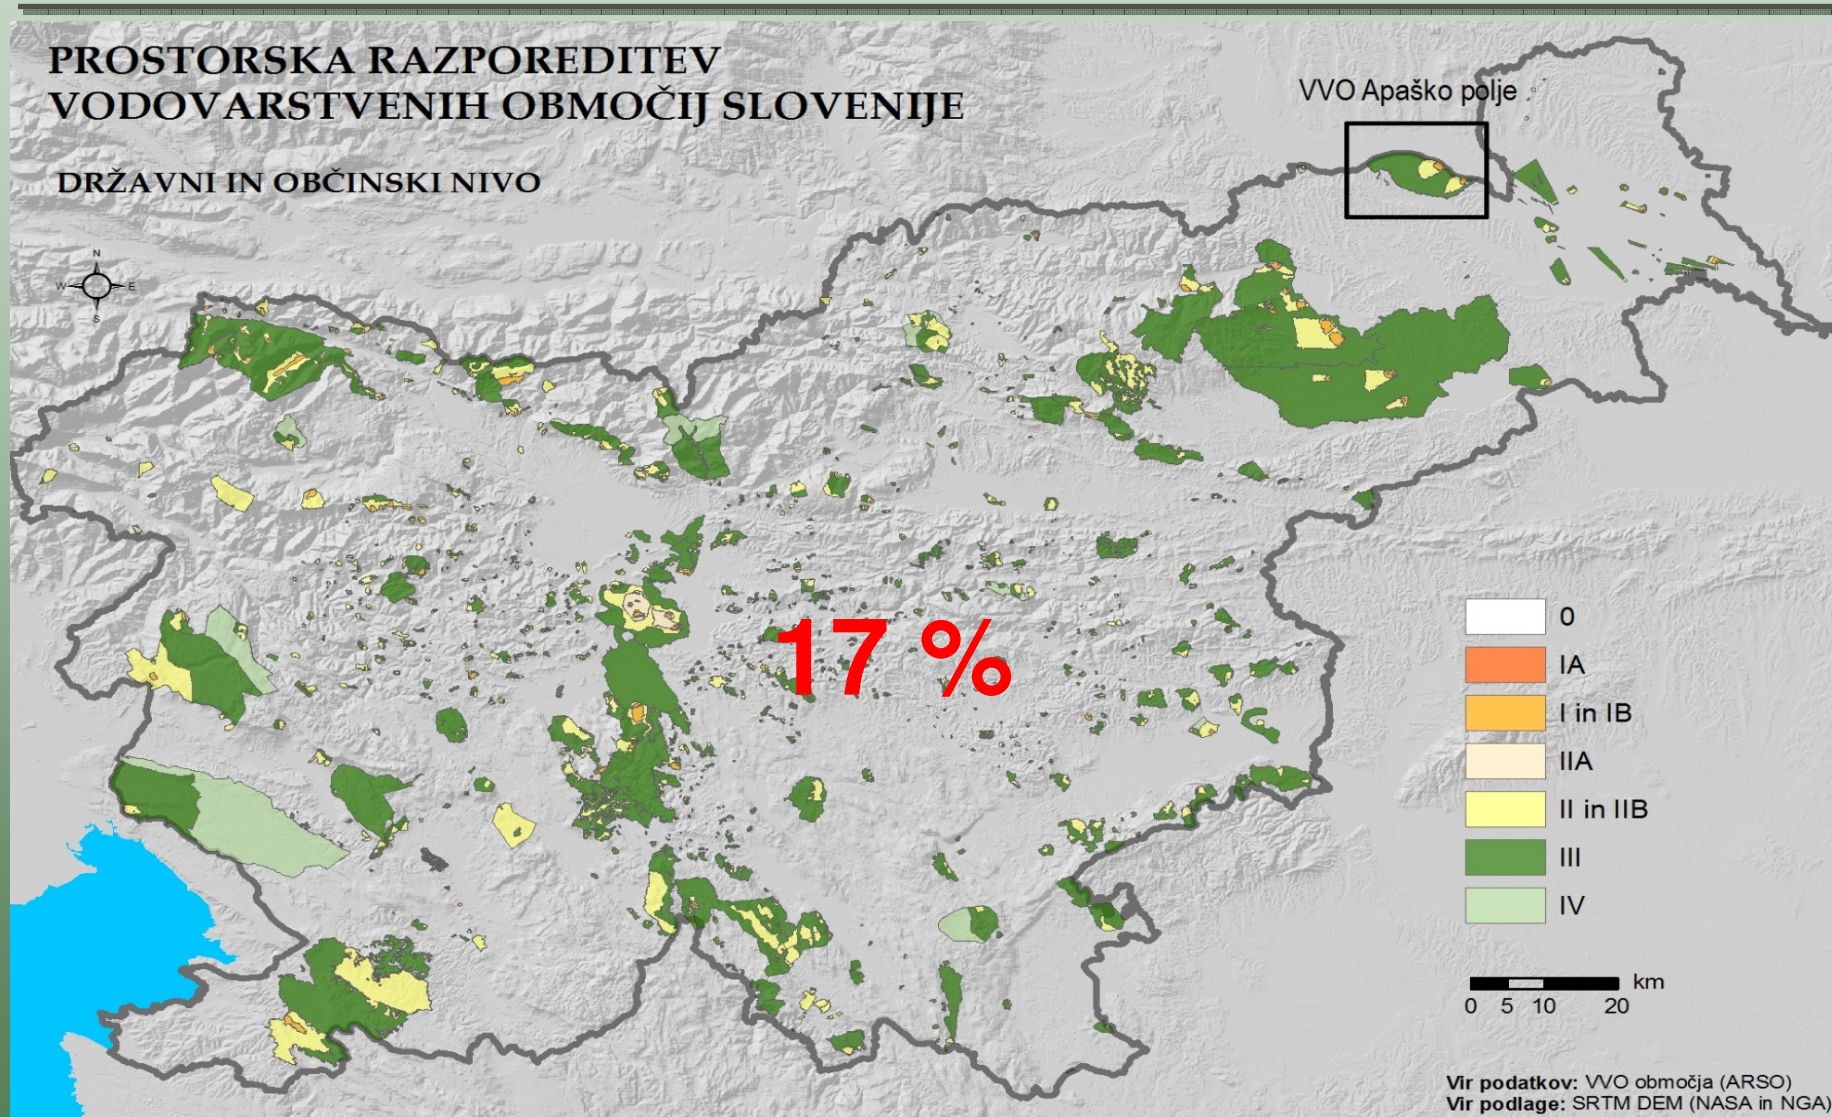 PROSTORSKA RAZPOREDITEV
VODOVARSTVENIH OBMOČIJ SLOVENIJE
DRŽAVNI IN OBČINSKI NIVO
VVO Apaško polje
N
W E
S
17 %
0
IA
I in IB
IIA
II in IIB
III
IV
km
0 5 10 20
Vir podatkov: VVO območja (ARSO)
Vir podlage: SRTM DEM (NASA in NGA)